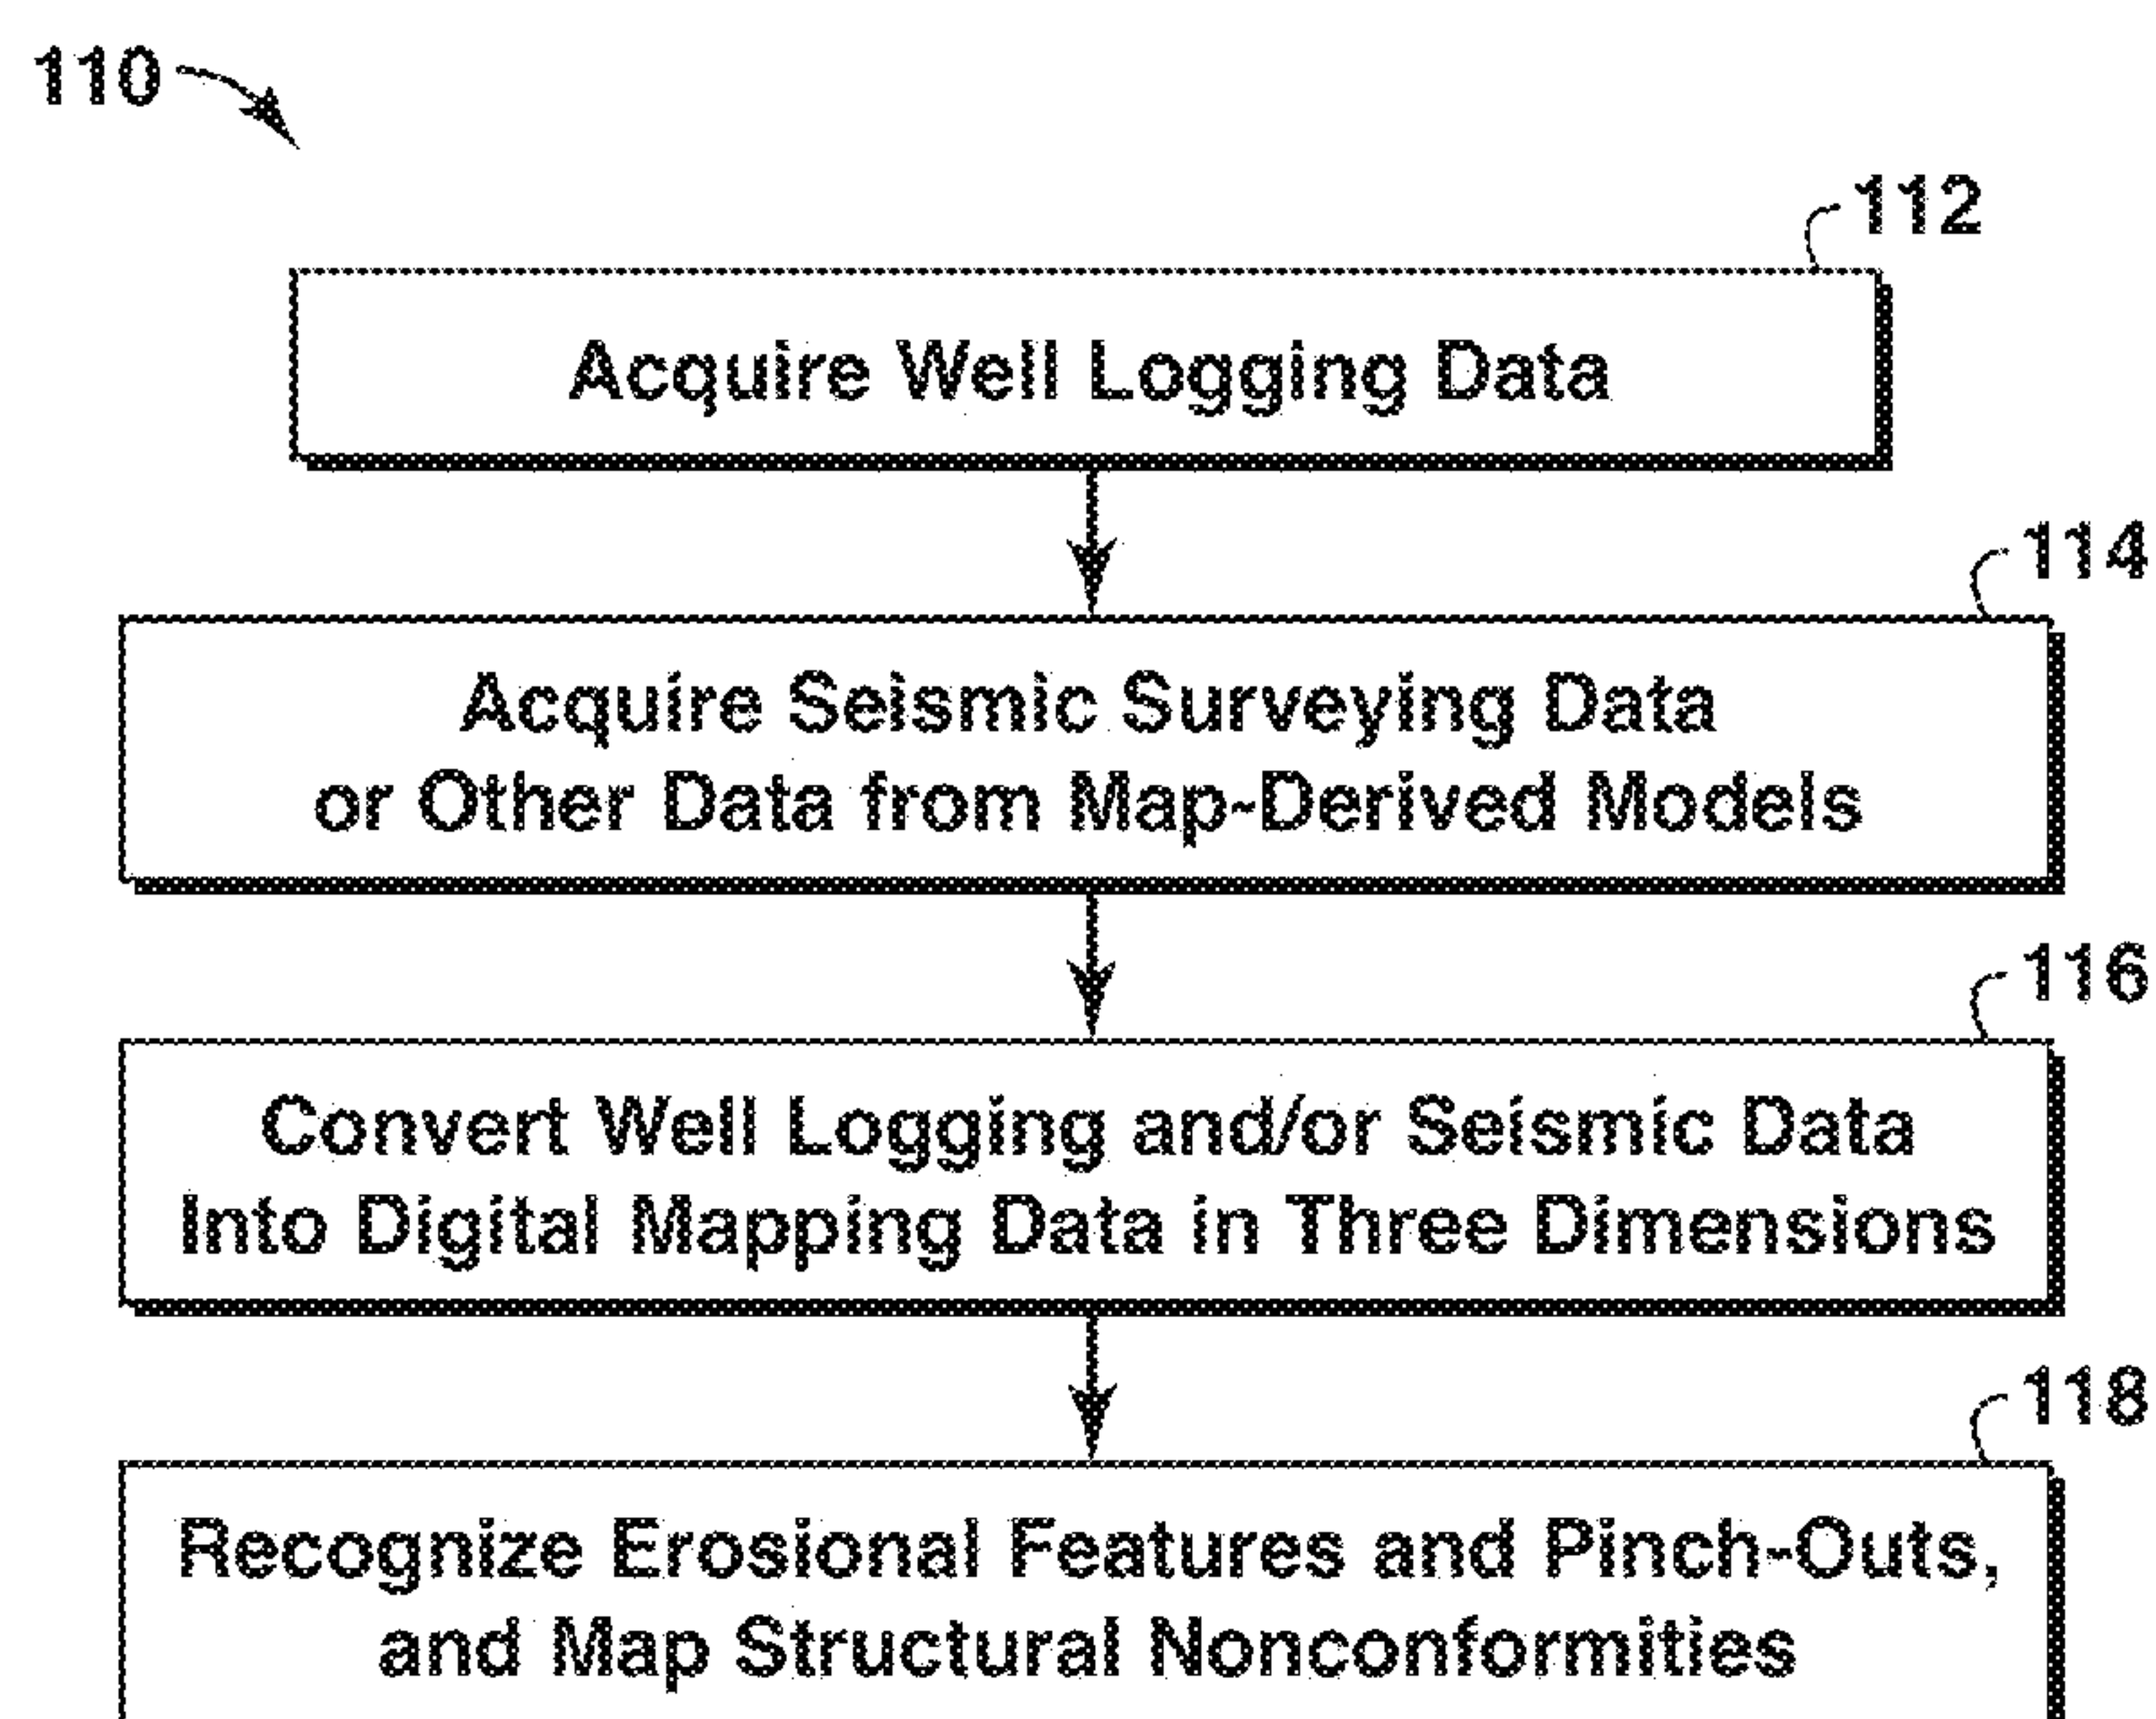 110
112
Acquire Well Logging Data
114
Acquire Seismic Surveying Data
or Other Data from Map-Derived Models
116
Convert Well Logging and/or Seismic Data
Into Digital Mapping Data in Three Dimensions
118
Recognize Erosional Features and Pinch-Outs,
and Map Structural Nonconformities